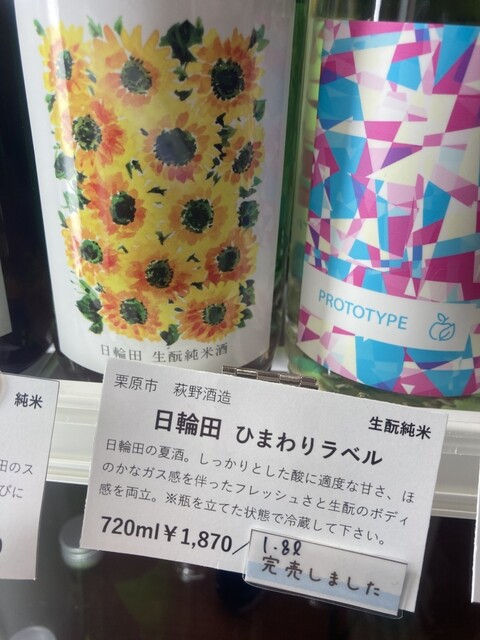 日輪田 生酛純米酒
PROTOTYPE
純米
栗原市 萩野酒造
生酛純米
日輪田 ひまわりラベル
日輪田の夏酒。しっかりとした酸に適度な甘さ、ほ
のかなガス感を伴ったフレッシュさと生酛のボディ
感を両立。※瓶を立てた状態で冷蔵して下さい。
720ml¥1,870/
1.8ℓ
完売しました
田のス
びに